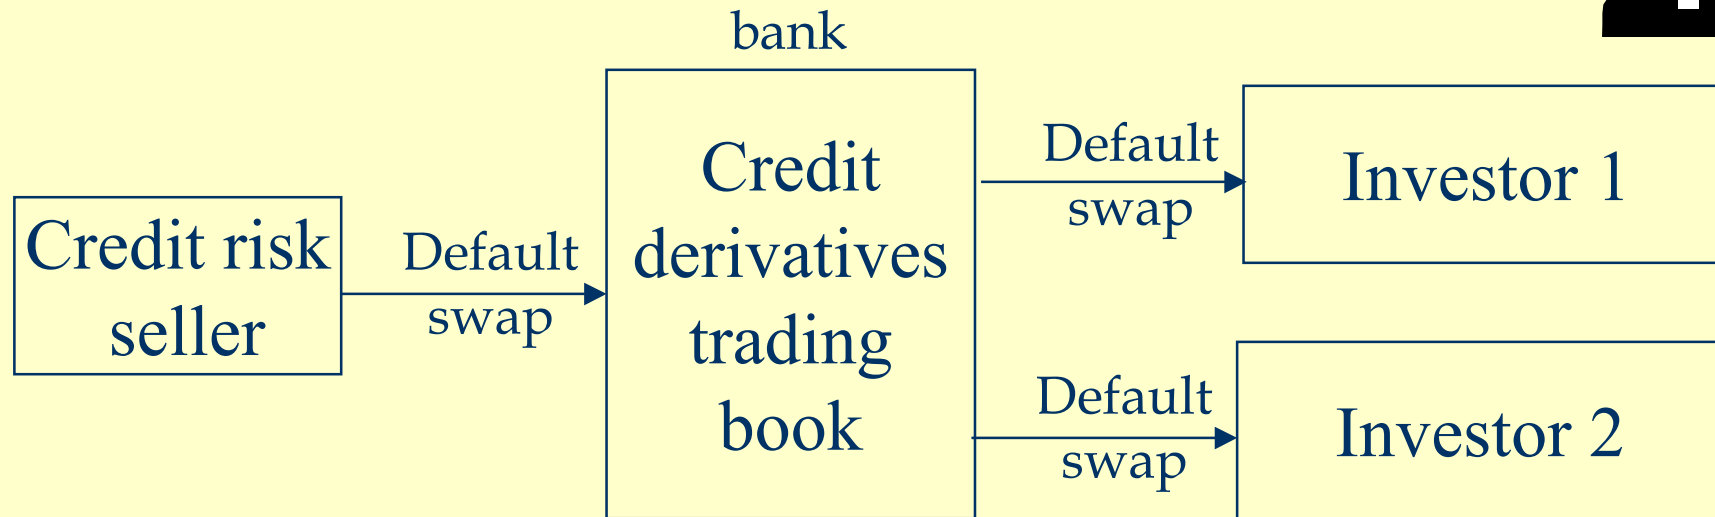 bank
Credit risk
seller
Default
swap
Credit
derivatives
trading
book
Default
swap
Investor 1
Default
swap
Investor 2